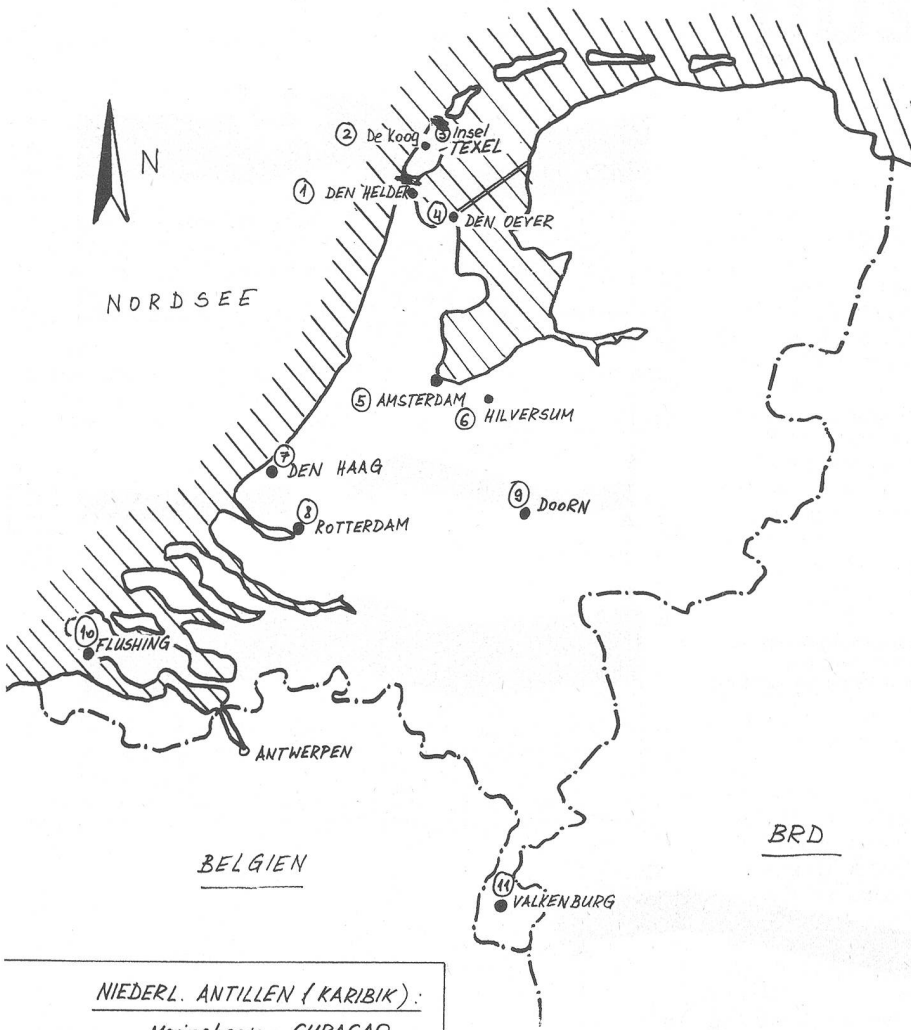 ② De Koog ③ Insel
TEXEL
N
① DEN HELDER
④ DEN OEVER
NORDSEE
⑤ AMSTERDAM
⑥ HILVERSUM
⑦ DEN HAAG
⑧ ROTTERDAM
⑨ DOORN
⑩ FLUSHING
ANTWERPEN
BELGIEN
BRD
⑪ VALKENBURG
NIEDERL. ANTILLEN (KARIBIK):
CURACAO